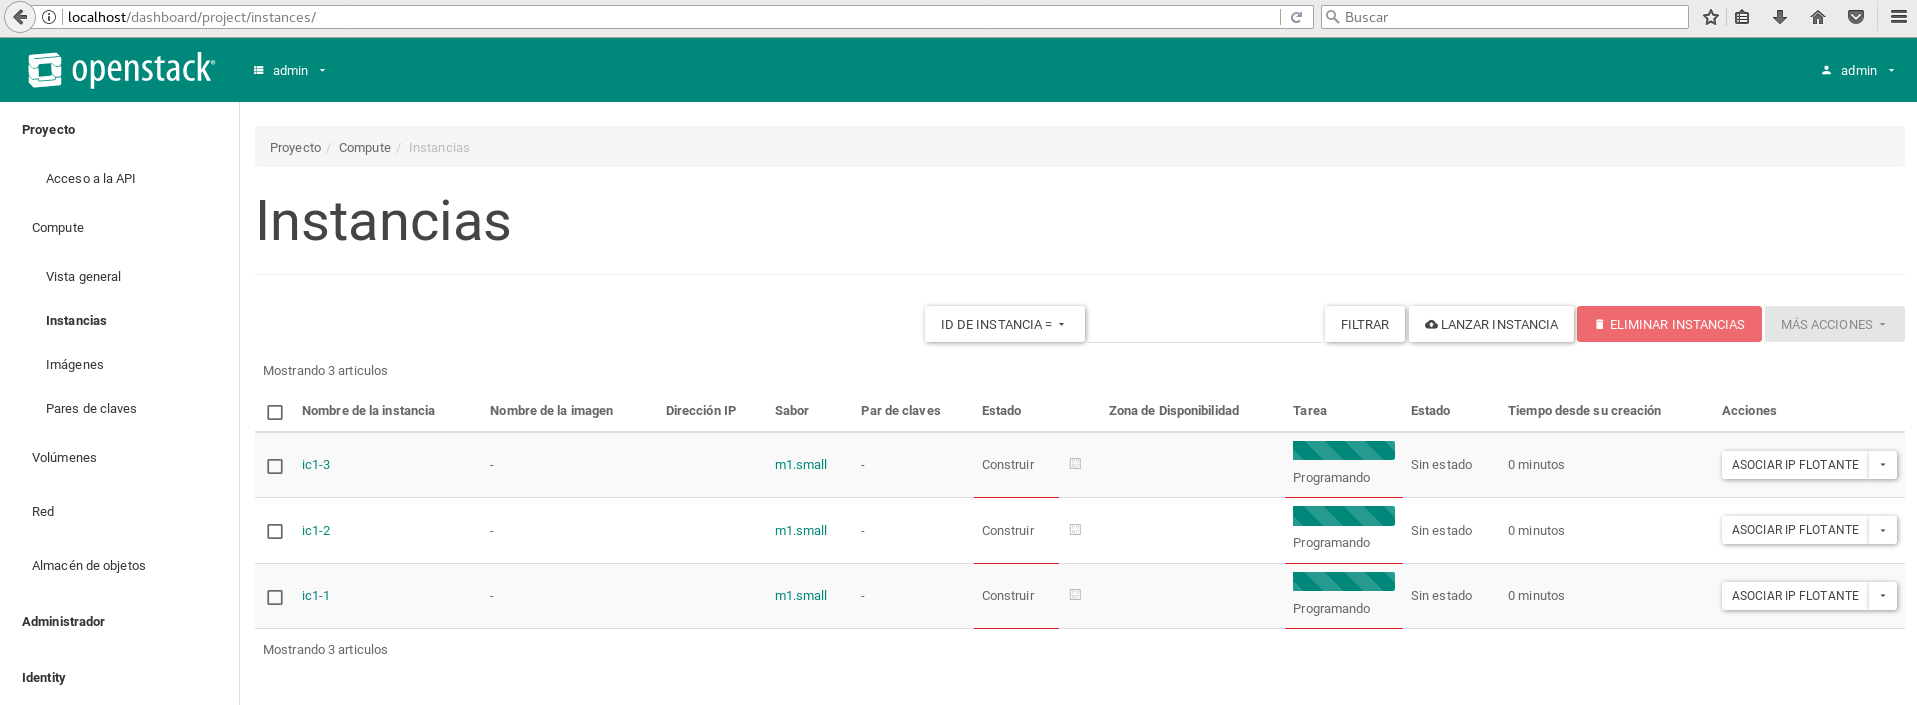 localhost/dashboard/project/instances/ Buscar
openstack® admin admin
Proyecto
Acceso a la API
Compute
Vista general
Instancias
Imágenes
Pares de claves
Volúmenes
Red
Almacén de objetos
Administrador
Identity
Proyecto / Compute / Instancias
Instancias
ID DE INSTANCIA = FILTRAR LANZAR INSTANCIA ELIMINAR INSTANCIAS MÁS ACCIONES
Mostrando 3 articulos
Nombre de la instancia Nombre de la imagen Dirección IP Sabor Par de claves Estado Zona de Disponibilidad Tarea Estado Tiempo desde su creación Acciones
ic1-3 - m1.small - Construir Programando Sin estado 0 minutos ASOCIAR IP FLOTANTE
ic1-2 - m1.small - Construir Programando Sin estado 0 minutos ASOCIAR IP FLOTANTE
ic1-1 - m1.small - Construir Programando Sin estado 0 minutos ASOCIAR IP FLOTANTE
Mostrando 3 articulos